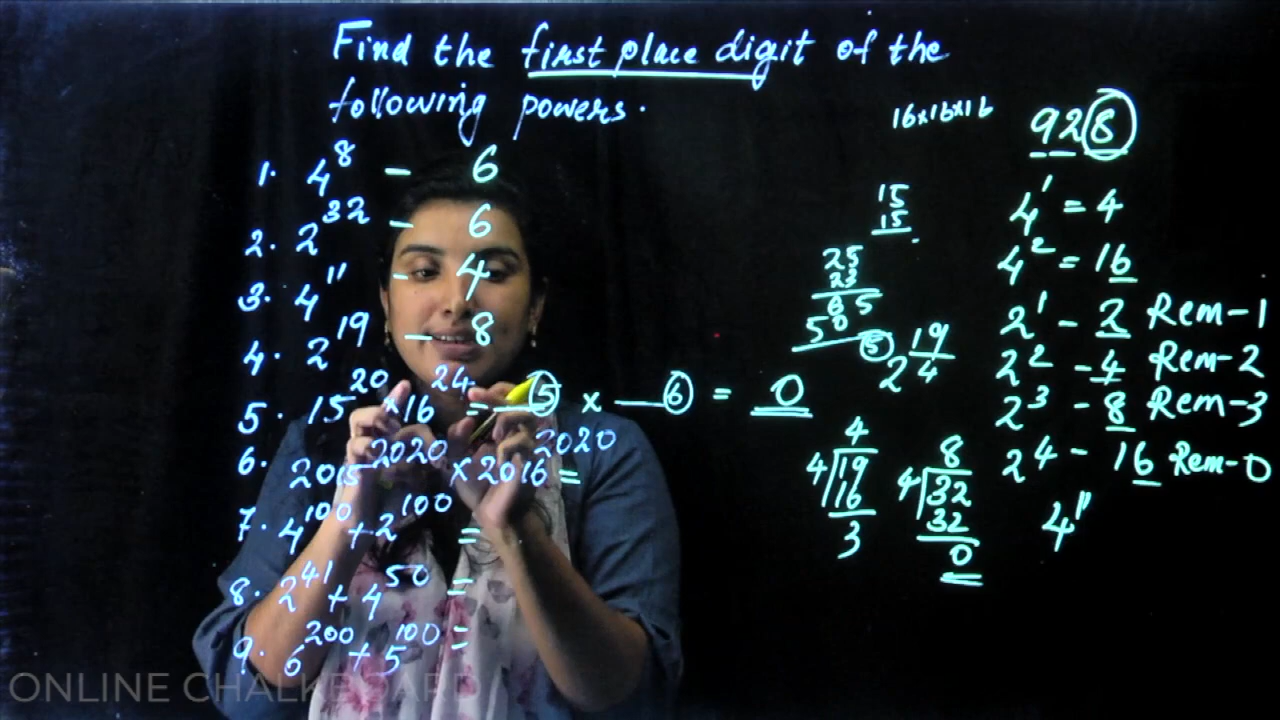 Find the first place digit of the
following powers.
1. 4^8 - 6
2. 2^32 - 6
3. 4^11 - 4
4. 2^19 - 8
5. 15^20 × 16^24 = __5 × __6 = 0
6. 2015^2020 × 2016^2020 =
7. 4^100 + 2^100 =
8. 2^41 + 4^50 =
9. 6^200 + 5^100 =
16×16×16
928
15
15
25
23
5
2^19/4
4
4)19
16
3
8
4)32
32
0
4^1 = 4
4^2 = 16
2^1 - 2 Rem-1
2^2 - 4 Rem-2
2^3 - 8 Rem-3
2^4 - 16 Rem-0
4^11
ONLINE CHALKBOARD